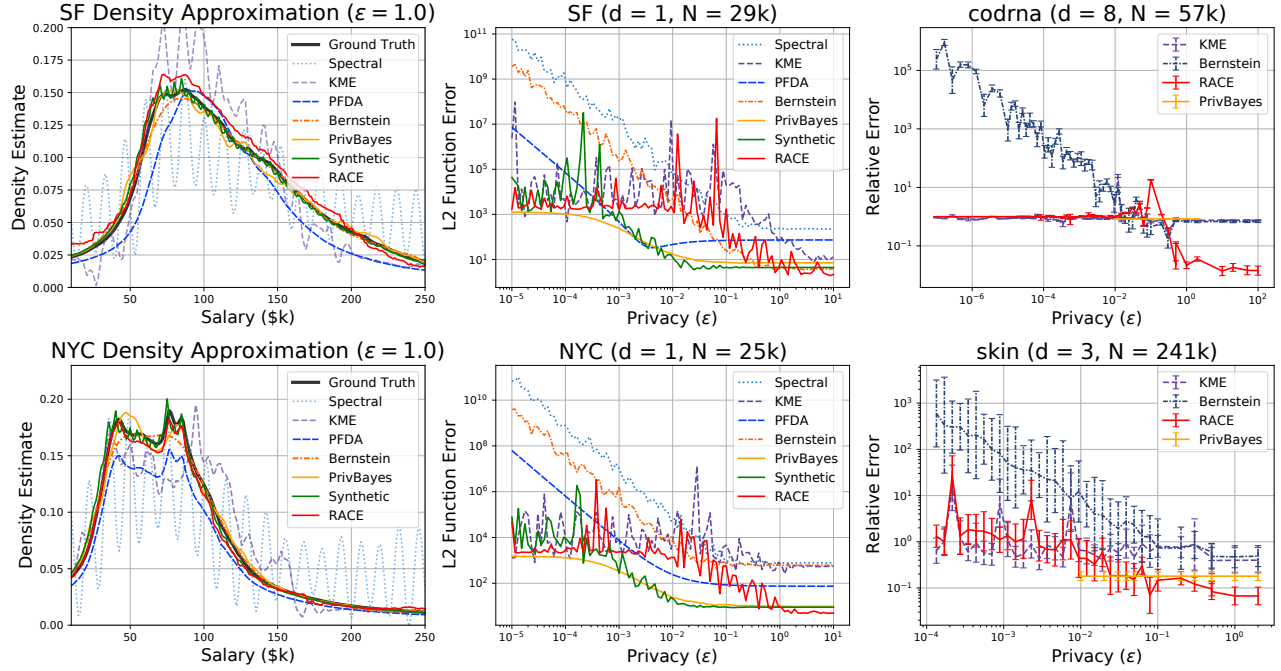 SF Density Approximation (ε = 1.0)
0.200
0.175
0.150
0.125
0.100
0.075
0.050
0.025
0.000
Density Estimate
50
100
150
200
250
Salary ($k)
Ground Truth
Spectral
KME
PFDA
Bernstein
PrivBayes
Synthetic
RACE
SF (d = 1, N = 29k)
10^11
10^9
10^7
10^5
10^3
10^1
L2 Function Error
10^−5
10^−4
10^−3
10^−2
10^−1
10^0
10^1
Privacy (ε)
Spectral
KME
PFDA
Bernstein
PrivBayes
Synthetic
RACE
codrna (d = 8, N = 57k)
10^5
10^3
10^1
10^−1
Relative Error
10^−6
10^−4
10^−2
10^0
10^2
Privacy (ε)
KME
Bernstein
RACE
PrivBayes
NYC Density Approximation (ε = 1.0)
0.20
0.15
0.10
0.05
0.00
Density Estimate
50
100
150
200
250
Salary ($k)
Ground Truth
Spectral
KME
PFDA
Bernstein
PrivBayes
Synthetic
RACE
NYC (d = 1, N = 25k)
10^10
10^8
10^6
10^4
10^2
L2 Function Error
10^−5
10^−4
10^−3
10^−2
10^−1
10^0
10^1
Privacy (ε)
Spectral
KME
PFDA
Bernstein
PrivBayes
Synthetic
RACE
skin (d = 3, N = 241k)
10^3
10^2
10^1
10^0
10^−1
Relative Error
10^−4
10^−3
10^−2
10^−1
10^0
Privacy (ε)
KME
Bernstein
RACE
PrivBayes